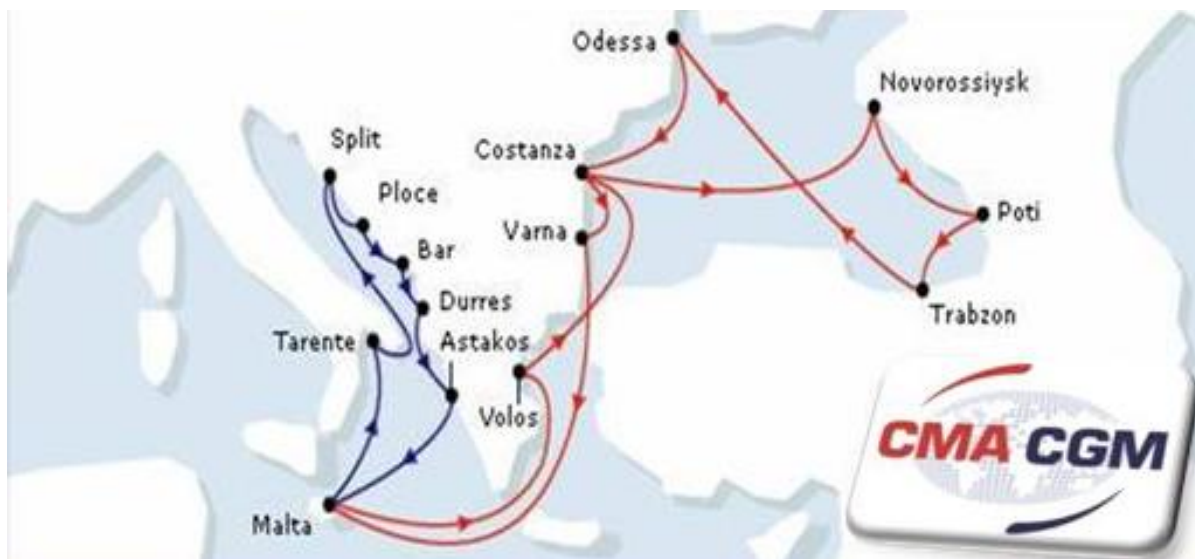 Odessa
Novorossiysk
Split
Costanza
Ploce
Poti
Varna
Bar
Durres
Trabzon
Tarente
Astakos
Volos
CMA CGM
Malta